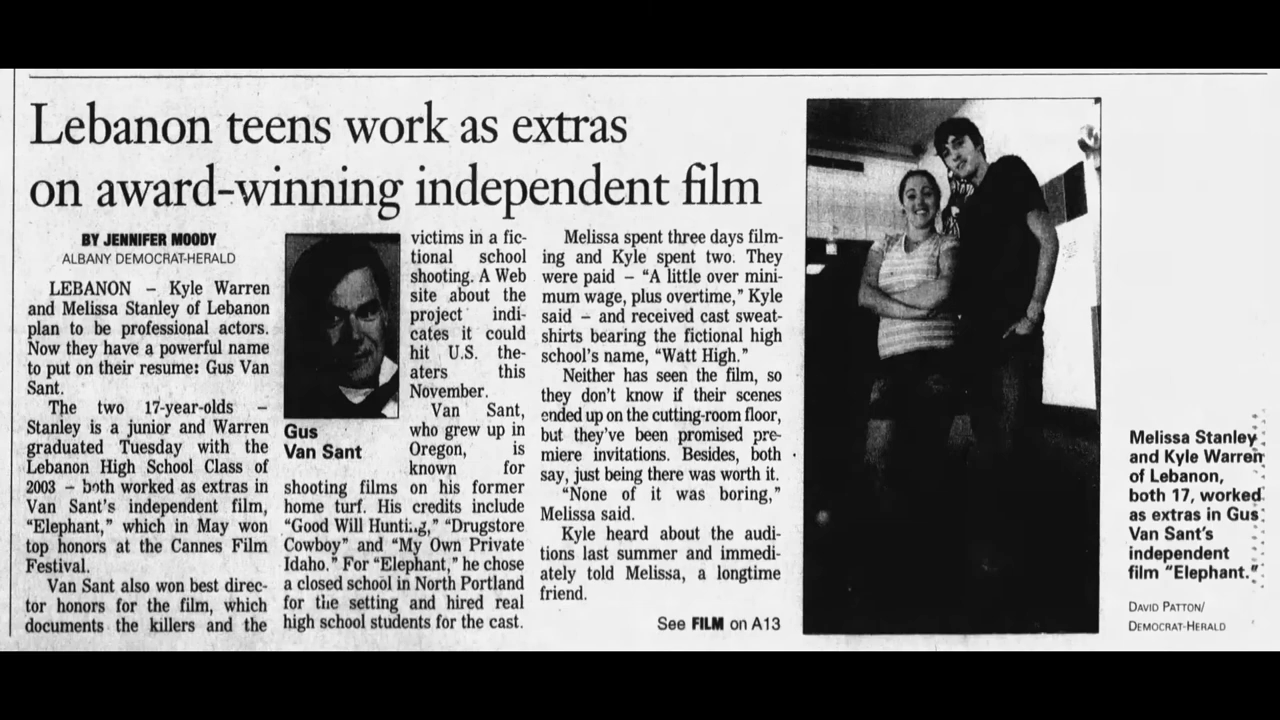 Lebanon teens work as extras
on award-winning independent film
BY JENNIFER MOODY
ALBANY DEMOCRAT-HERALD
LEBANON – Kyle Warren
and Melissa Stanley of Lebanon
plan to be professional actors.
Now they have a powerful name
to put on their resume: Gus Van
Sant.
The two 17-year-olds –
Stanley is a junior and Warren
graduated Tuesday with the
Lebanon High School Class of
2003 – both worked as extras in
Van Sant's independent film,
"Elephant," which in May won
top honors at the Cannes Film
Festival.
Van Sant also won best direc-
tor honors for the film, which
documents the killers and the
Gus
Van Sant
victims in a fic-
tional school
shooting. A Web
site about the
project indi-
cates it could
hit U.S. the-
aters this
November.
Van Sant,
who grew up in
Oregon, is
known for
shooting films on his former
home turf. His credits include
"Good Will Hunting," "Drugstore
Cowboy" and "My Own Private
Idaho." For "Elephant," he chose
a closed school in North Portland
for the setting and hired real
high school students for the cast.
Melissa spent three days film-
ing and Kyle spent two. They
were paid – "A little over mini-
mum wage, plus overtime," Kyle
said – and received cast sweat-
shirts bearing the fictional high
school's name, "Watt High."
Neither has seen the film, so
they don't know if their scenes
ended up on the cutting-room floor,
but they've been promised pre-
miere invitations. Besides, both
say, just being there was worth it.
"None of it was boring,"
Melissa said.
Kyle heard about the audi-
tions last summer and immedi-
ately told Melissa, a longtime
friend.
See FILM on A13
Melissa Stanley
and Kyle Warren
of Lebanon,
both 17, worked
as extras in Gus
Van Sant's
independent
film "Elephant."
DAVID PATTON/
DEMOCRAT-HERALD